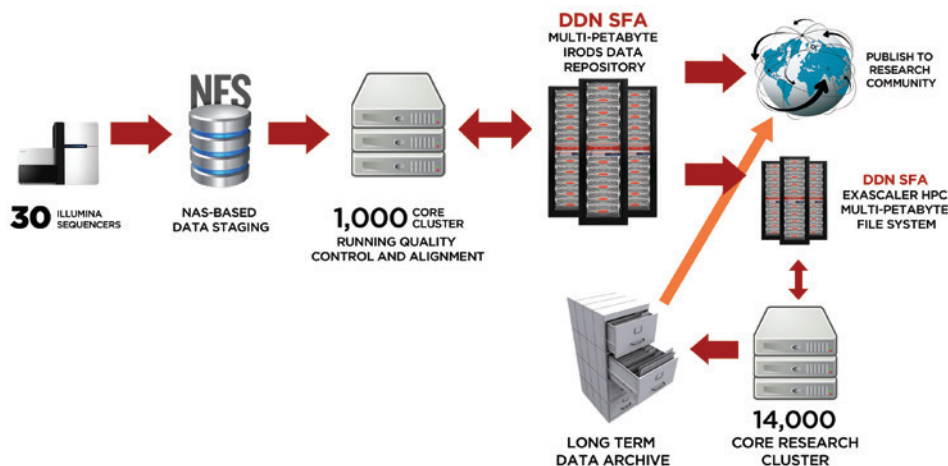 DDN SFA
MULTI-PETABYTE
IRODS DATA
REPOSITORY
PUBLISH TO
RESEARCH
COMMUNITY
NFS
30 ILLUMINA
SEQUENCERS
NAS-BASED
DATA STAGING
1,000 CORE
CLUSTER
RUNNING QUALITY
CONTROL AND ALIGNMENT
DDN SFA
EXASCALER HPC
MULTI-PETABYTE
FILE SYSTEM
LONG TERM
DATA ARCHIVE
14,000
CORE RESEARCH
CLUSTER